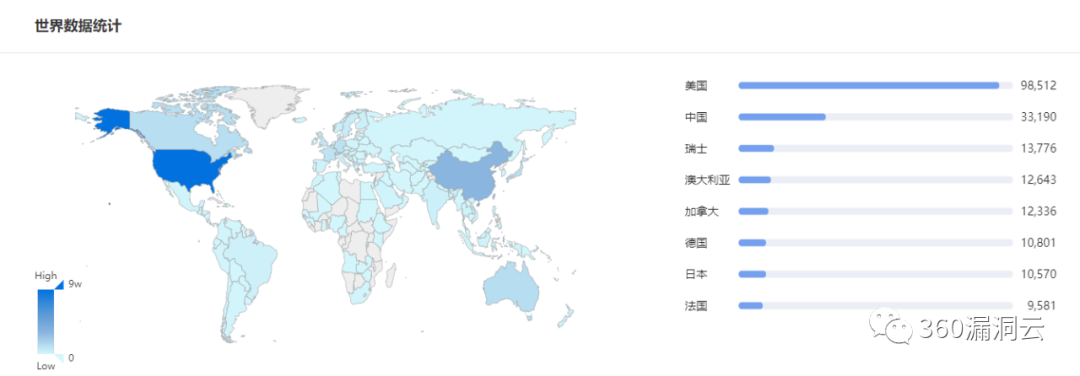 世界数据统计
High
9w
0
Low
美国 98,512
中国 33,190
瑞士 13,776
澳大利亚 12,643
加拿大 12,336
德国 10,801
日本 10,570
法国 9,581
360漏洞云